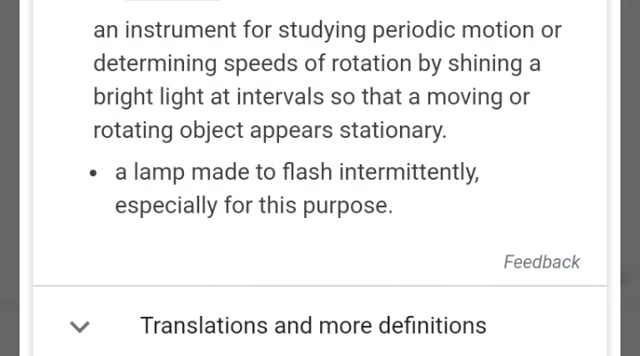 an instrument for studying periodic motion or
determining speeds of rotation by shining a
bright light at intervals so that a moving or
rotating object appears stationary.
• a lamp made to flash intermittently,
especially for this purpose.
Feedback
Translations and more definitions